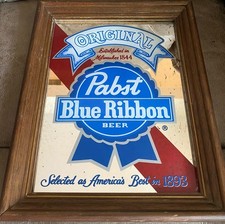 ORIGINAL
Established in
Milwaukee 1844
Pabst
Blue Ribbon
BEER
®
Selected as America's Best in 1893